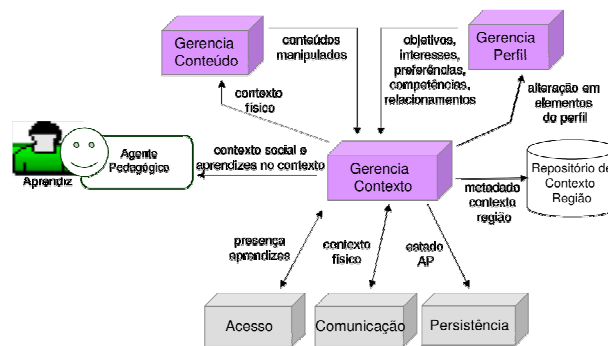 Gerencia
Conteúdo
conteúdos
manipulados
objetivos,
interesses,
preferências,
competências,
relacionamentos
Gerencia
Perfil
contexto
físico
alteração em
elementos
do perfil
Aprendiz
Agente
Pedagógico
contexto social e
aprendizes no contexto
Gerencia
Contexto
metadado
contexto
região
Repositório de
Contexto
Região
presença
aprendizes
contexto
físico
estado
AP
Acesso
Comunicação
Persistência